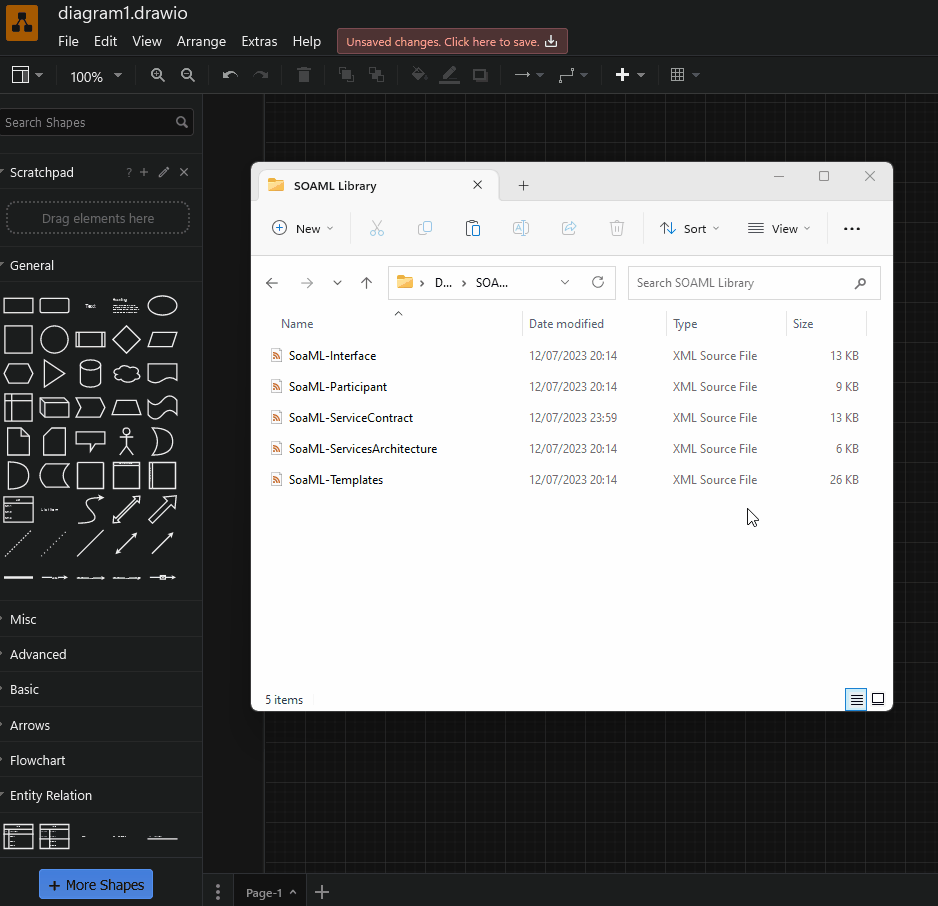 diagram1.drawio
File Edit View Arrange Extras Help Unsaved changes. Click here to save.
100%
Search Shapes
Scratchpad ? + ✕
Drag elements here
General
Text
Heading
List Item
Misc
Advanced
Basic
Arrows
Flowchart
Entity Relation
+ More Shapes
SOAML Library
New Sort View ...
D... › SOA... Search SOAML Library
Name Date modified Type Size
SoaML-Interface 12/07/2023 20:14 XML Source File 13 KB
SoaML-Participant 12/07/2023 20:14 XML Source File 9 KB
SoaML-ServiceContract 12/07/2023 23:59 XML Source File 13 KB
SoaML-ServicesArchitecture 12/07/2023 20:14 XML Source File 6 KB
SoaML-Templates 12/07/2023 20:14 XML Source File 26 KB
5 items
Page-1